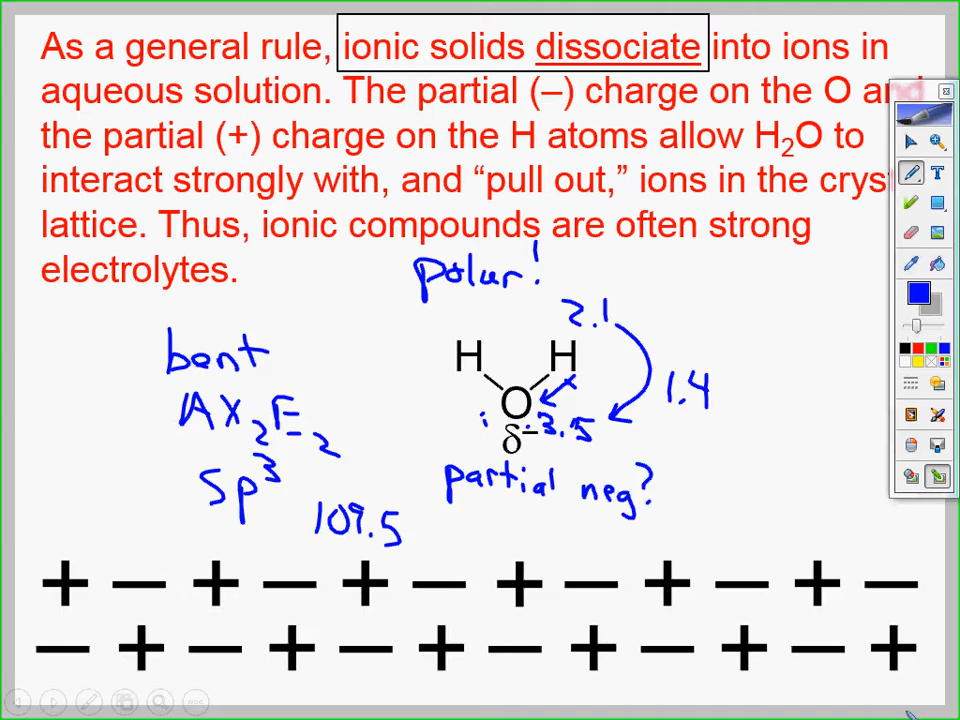 As a general rule, ionic solids dissociate into ions in
aqueous solution. The partial (–) charge on the O and
the partial (+) charge on the H atoms allow H₂O to
interact strongly with, and “pull out,” ions in the cryst
lattice. Thus, ionic compounds are often strong
electrolytes.
polar!
2.1
bent
H H
1.4
AX₂E₂
O
3.5
δ–
sp³
partial neg?
109.5
+ – + – + – + – + – + –
– + – + – + – + – + – +